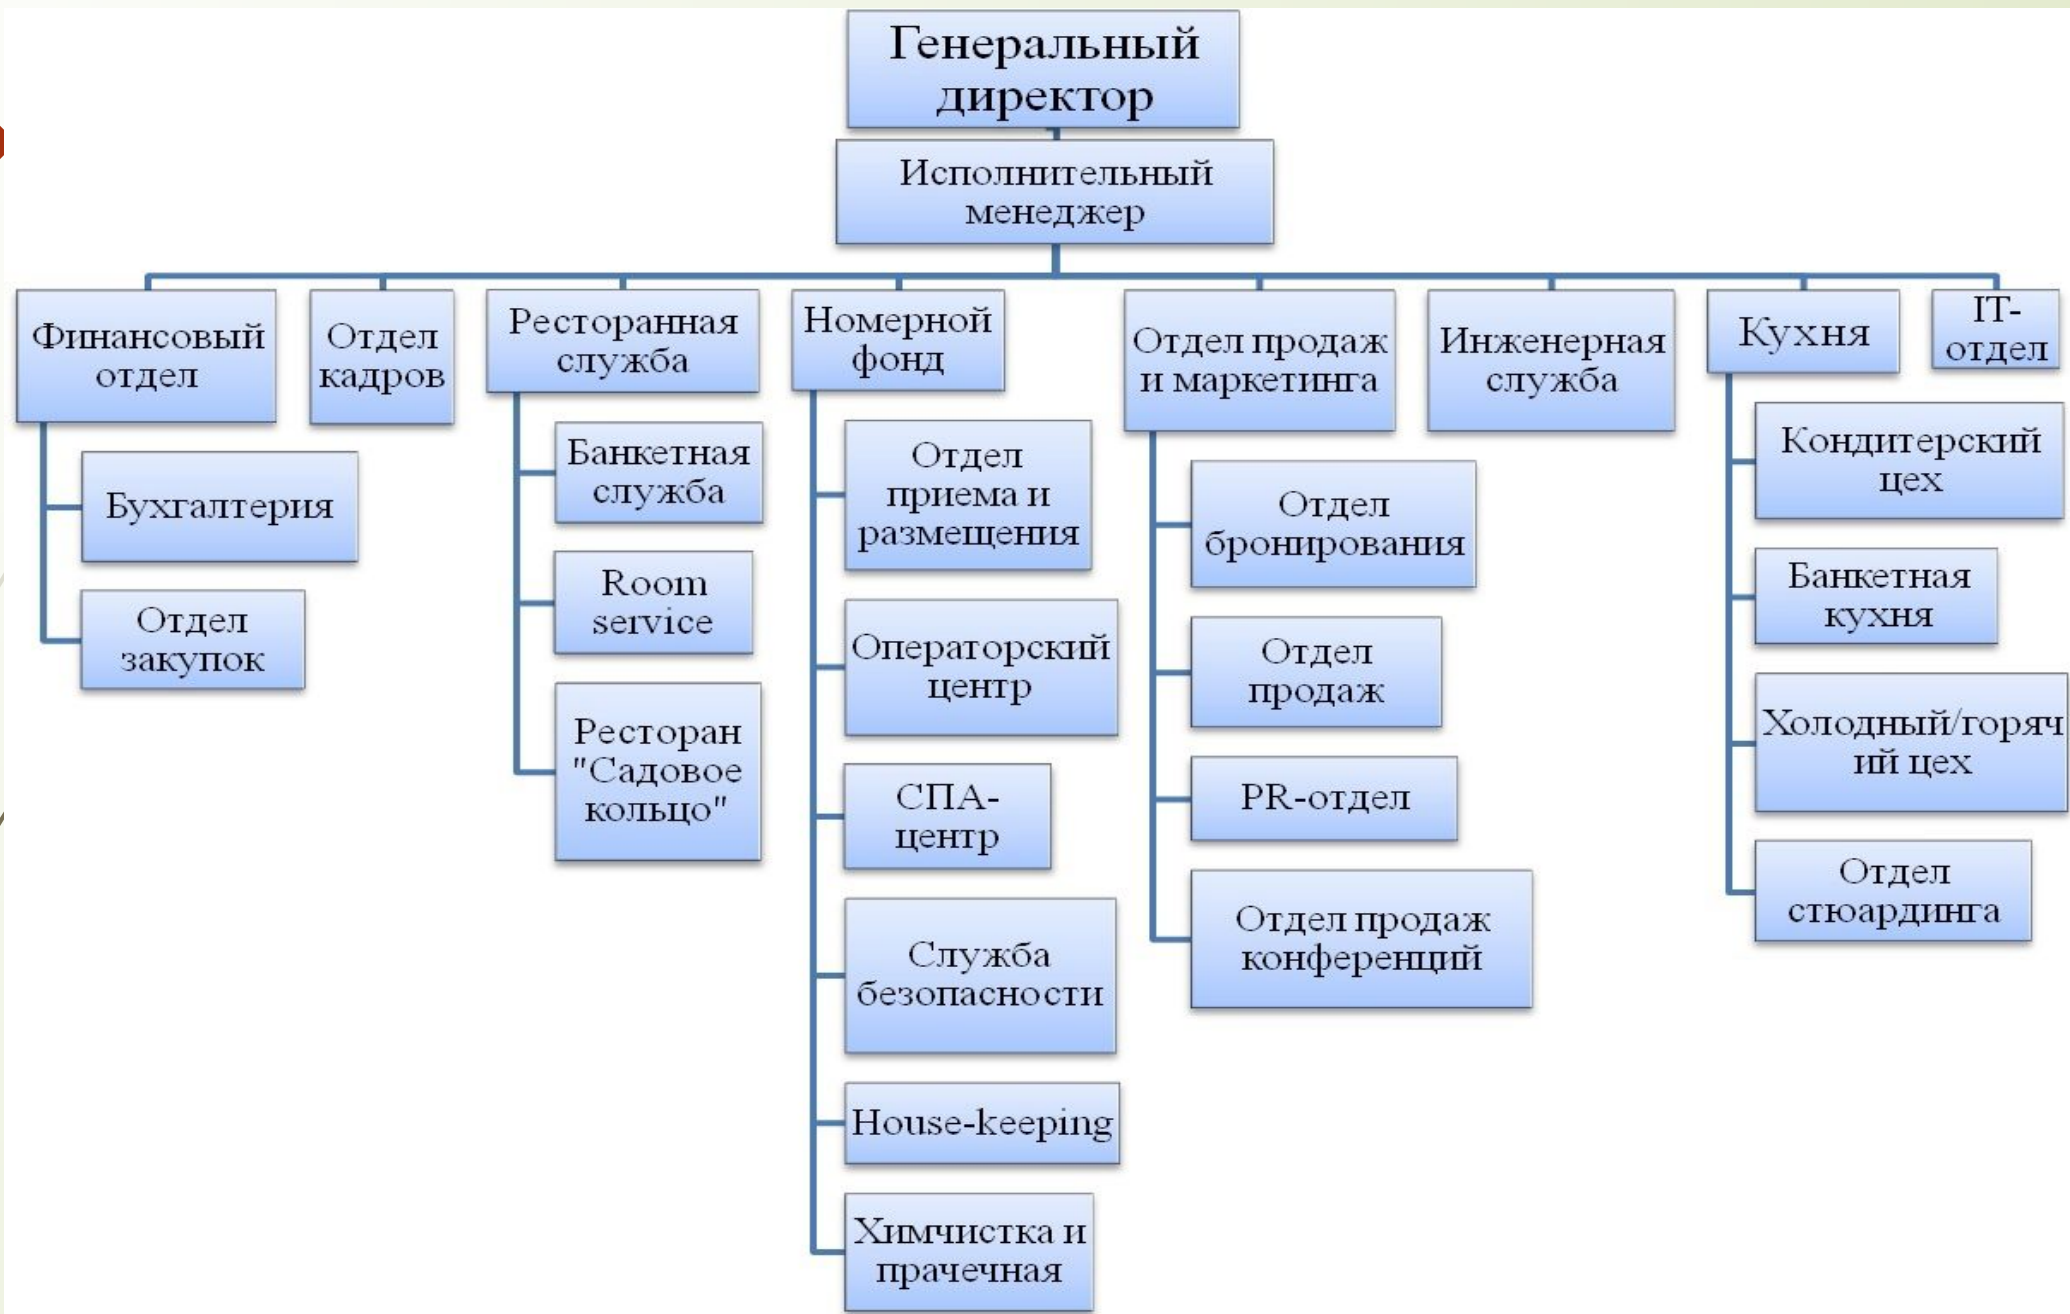 Генеральный
директор
Исполнительный
менеджер
Финансовый
отдел
Бухгалтерия
Отдел
закупок
Отдел
кадров
Ресторанная
служба
Банкетная
служба
Room
service
Ресторан
"Садовое
кольцо"
Номерной
фонд
Отдел
приема и
размещения
Операторский
центр
СПА-
центр
Служба
безопасности
House-keeping
Химчистка и
прачечная
Отдел продаж
и маркетинга
Отдел
бронирования
Отдел
продаж
PR-отдел
Отдел продаж
конференций
Инженерная
служба
Кухня
Кондитерский
цех
Банкетная
кухня
Холодный/горяч
ий цех
Отдел
стюардинга
IT-
отдел